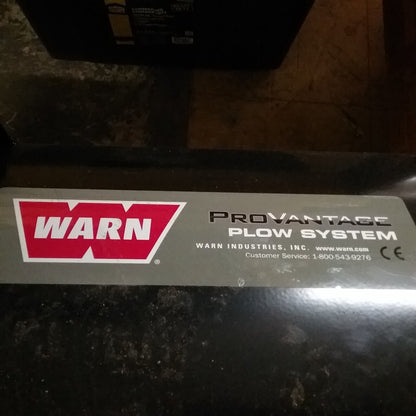 WARN
®
PROVANTAGE
PLOW SYSTEM
WARN INDUSTRIES, INC. www.warn.com
Customer Service: 1-800-543-9276
CE